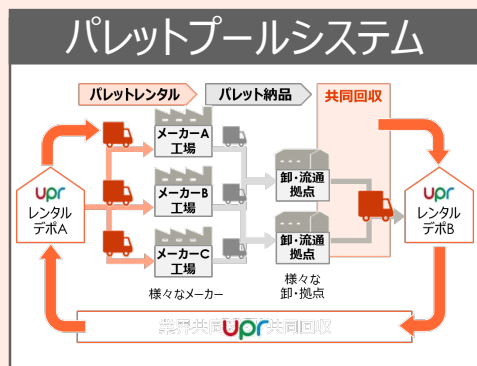 パレットプールシステム
パレットレンタル
パレット納品
共同回収
メーカーA
工場
メーカーB
工場
メーカーC
工場
卸・流通
拠点
卸・流通
拠点
upr
レンタル
デポA
upr
レンタル
デポB
様々なメーカー
様々な
卸・拠点
業界共同
upr
共同回収